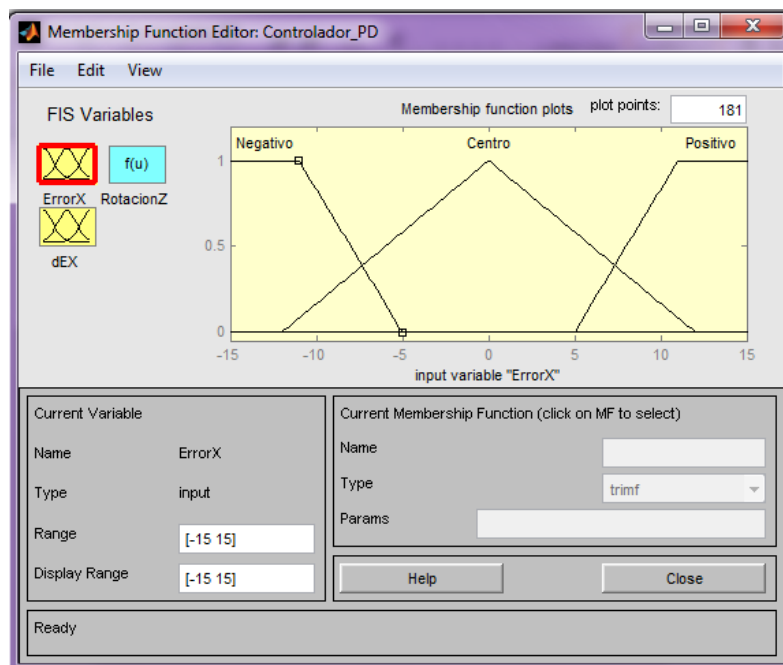 Membership Function Editor: Controlador_PD
File Edit View
FIS Variables
f(u)
ErrorX RotacionZ
dEX
Membership function plots plot points: 181
Negativo Centro Positivo
1
0.5
0
-15 -10 -5 0 5 10 15
input variable "ErrorX"
Current Variable
Name ErrorX
Type input
Range [-15 15]
Display Range [-15 15]
Current Membership Function (click on MF to select)
Name
Type trimf
Params
Help Close
Ready